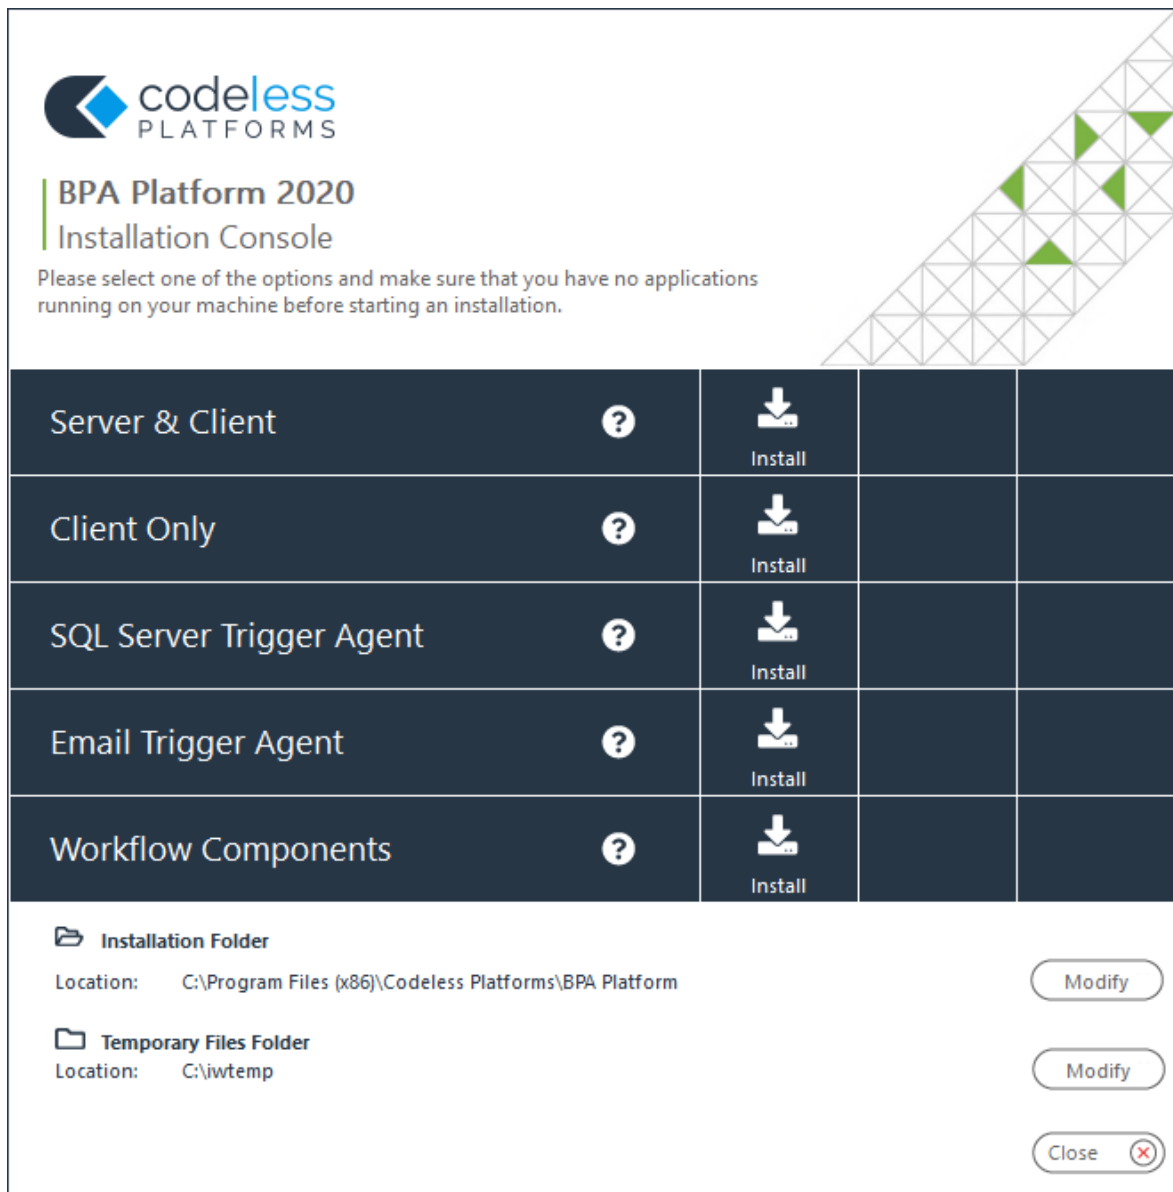 codeless
PLATFORMS
BPA Platform 2020
Installation Console
Please select one of the options and make sure that you have no applications
running on your machine before starting an installation.
Server & Client ? Install
Client Only ? Install
SQL Server Trigger Agent ? Install
Email Trigger Agent ? Install
Workflow Components ? Install
Installation Folder
Location: C:\Program Files (x86)\Codeless Platforms\BPA Platform Modify
Temporary Files Folder
Location: C:\iwtemp Modify
Close